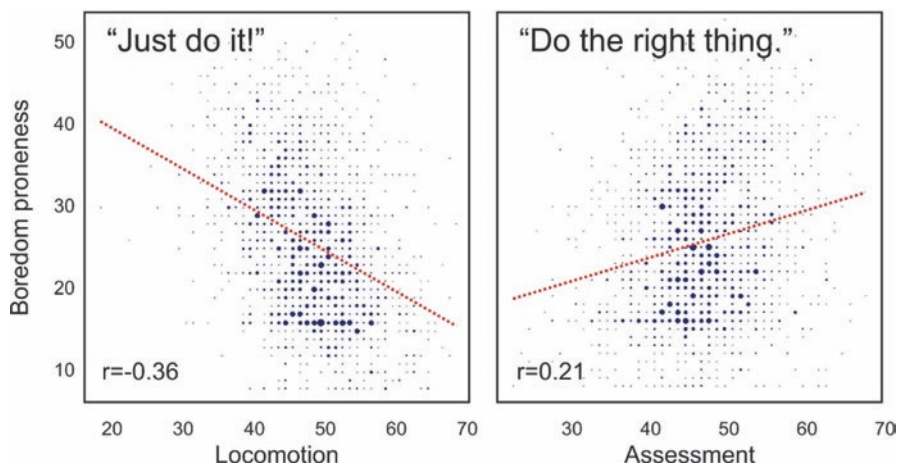 “Just do it!”
“Do the right thing.”
Boredom proneness
50
40
30
20
10
r=-0.36
r=0.21
20 30 40 50 60 70
30 40 50 60 70
Locomotion
Assessment